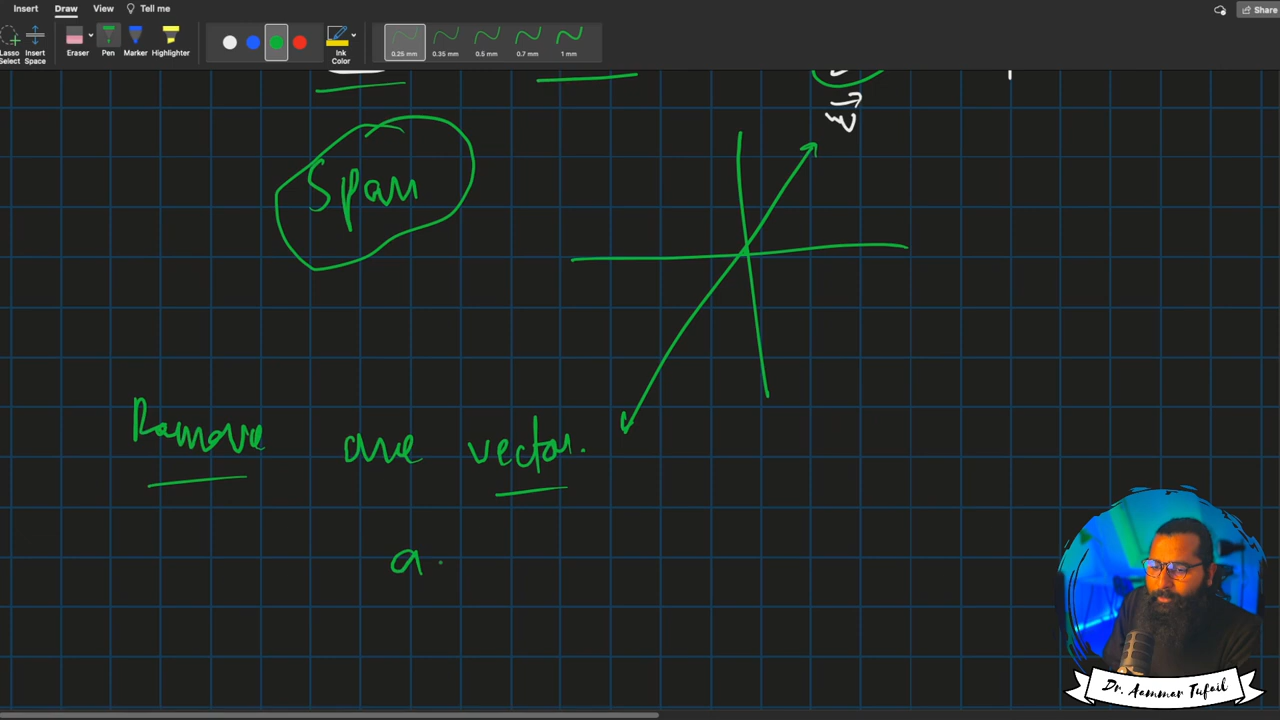 Insert Draw View Tell me Share
Lasso Select Insert Space Eraser Pen Marker Highlighter Ink Color 0.25 mm 0.35 mm 0.5 mm 0.7 mm 1 mm
w
Span
Remove one vector.
a.
Dr. Aammar Tufail